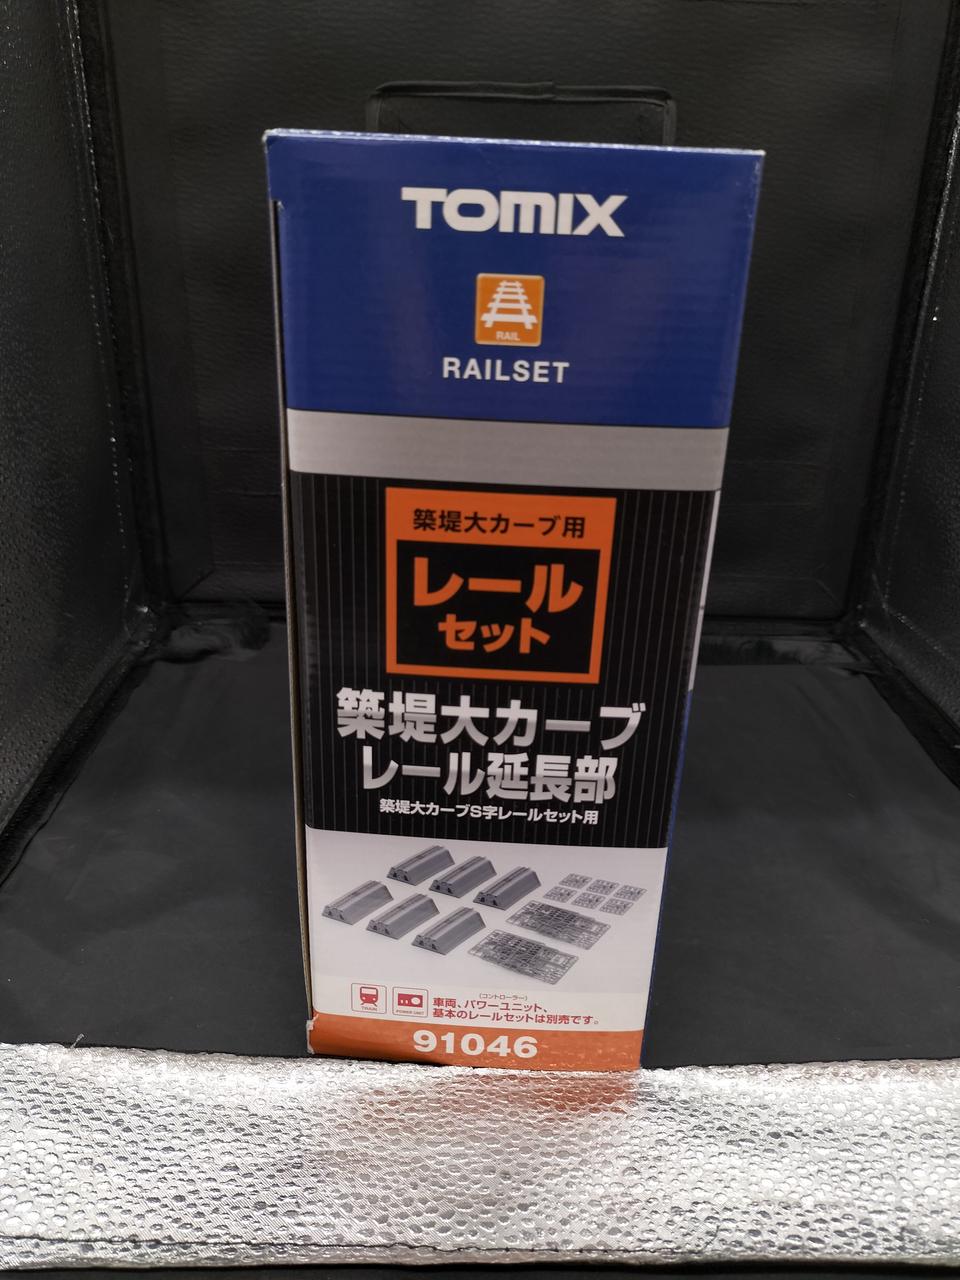 TOMIX
RAIL
RAILSET
築堤大カーブ用
レール
セット
築堤大カーブ
レール延長部
築堤大カーブS字レールセット用
TRAIN
POWER UNIT
(コントローラー)
車両、パワーユニット、
基本のレールセットは別売です。
91046